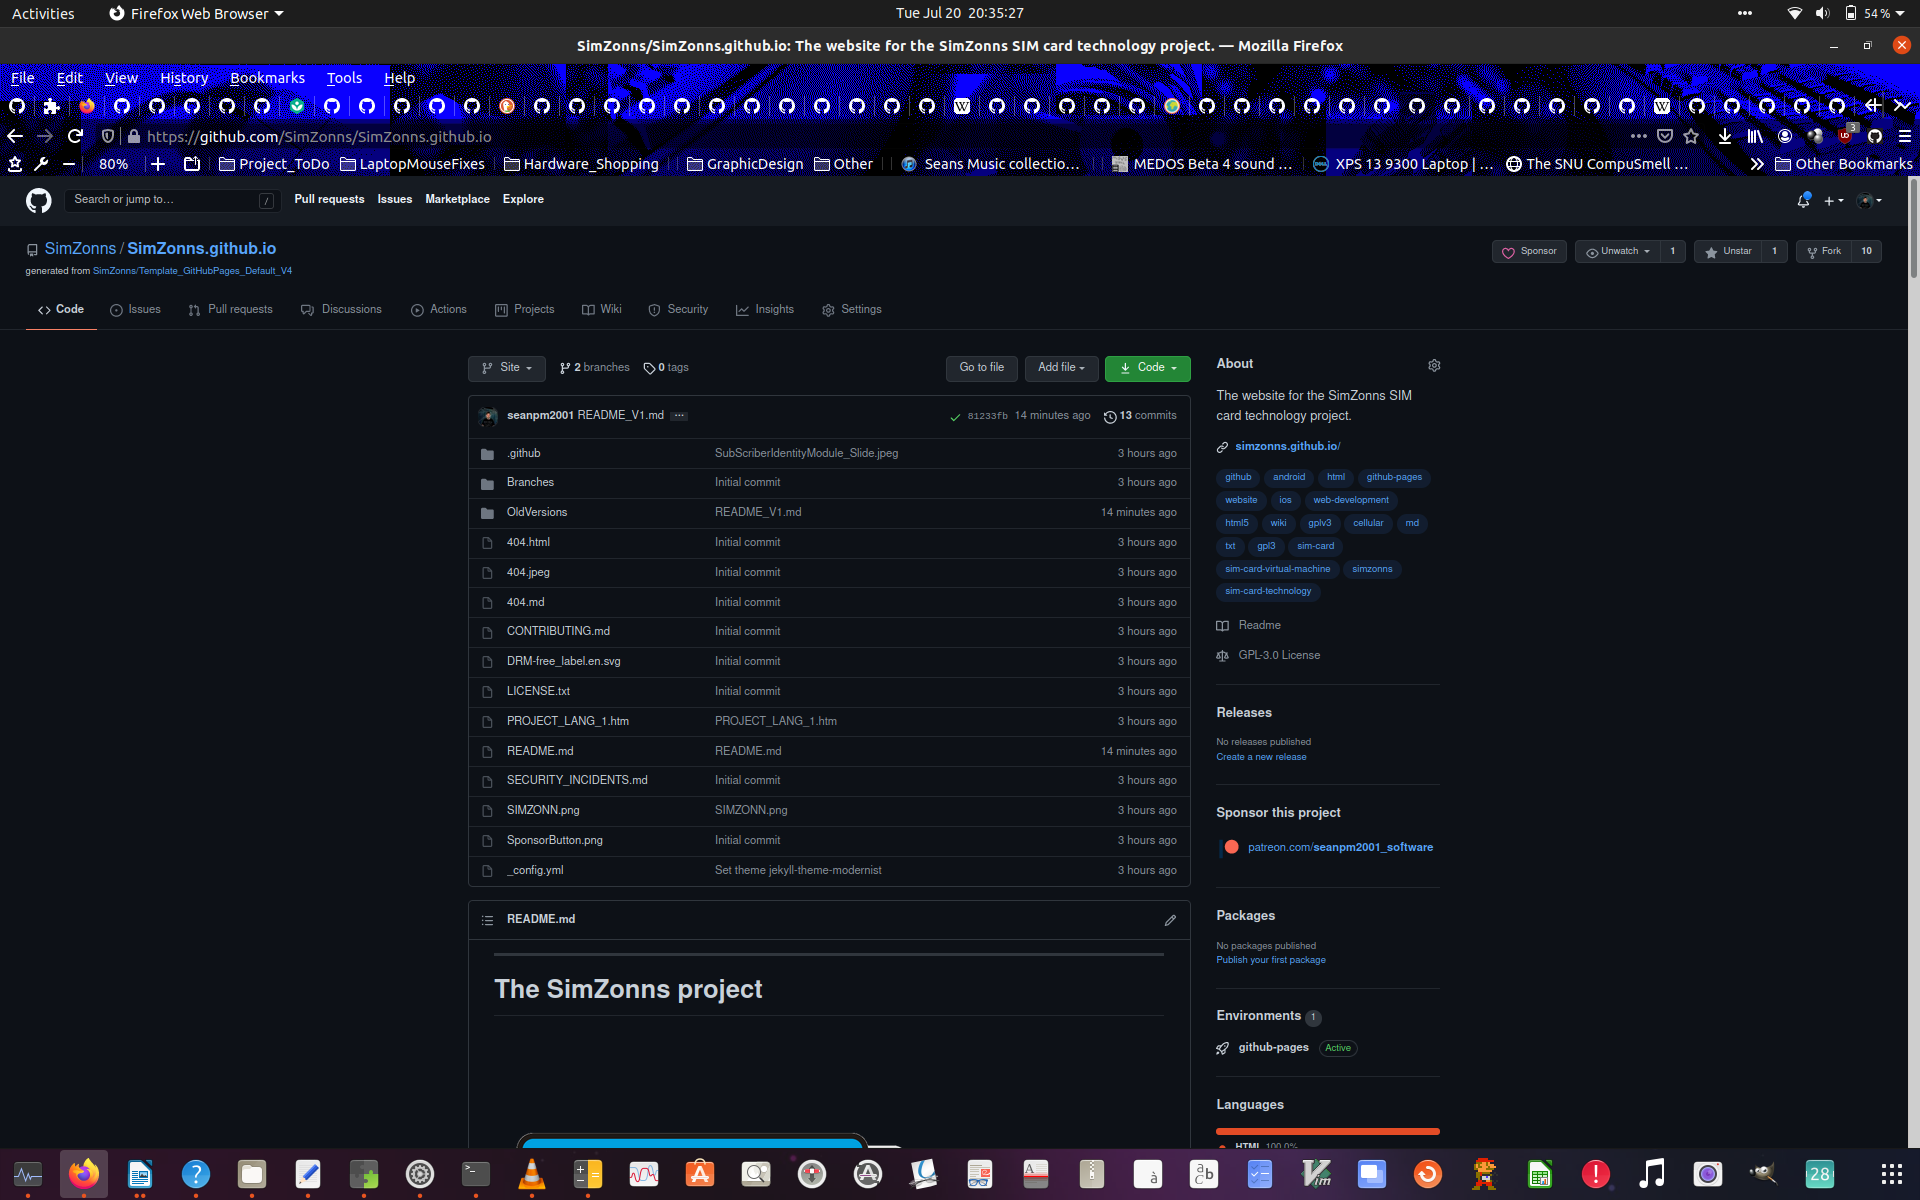 Activities Firefox Web Browser Tue Jul 20 20:35:27 54 %
SimZonns/SimZonns.github.io: The website for the SimZonns SIM card technology project. — Mozilla Firefox
File Edit View History Bookmarks Tools Help
https://github.com/SimZonns/SimZonns.github.io 3
80% Project_ToDo LaptopMouseFixes Hardware_Shopping GraphicDesign Other Seans Music collectio… MEDOS Beta 4 sound … XPS 13 9300 Laptop | … The SNU CompuSmell … Other Bookmarks
Search or jump to… / Pull requests Issues Marketplace Explore
SimZonns / SimZonns.github.io Sponsor Unwatch 1 Unstar 1 Fork 10
generated from SimZonns/Template_GitHubPages_Default_V4
Code Issues Pull requests Discussions Actions Projects Wiki Security Insights Settings
Site 2 branches 0 tags Go to file Add file Code
seanpm2001 README_V1.md ... 81233fb 14 minutes ago 13 commits
.github SubScriberIdentityModule_Slide.jpeg 3 hours ago
Branches Initial commit 3 hours ago
OldVersions README_V1.md 14 minutes ago
404.html Initial commit 3 hours ago
404.jpeg Initial commit 3 hours ago
404.md Initial commit 3 hours ago
CONTRIBUTING.md Initial commit 3 hours ago
DRM-free_label.en.svg Initial commit 3 hours ago
LICENSE.txt Initial commit 3 hours ago
PROJECT_LANG_1.htm PROJECT_LANG_1.htm 3 hours ago
README.md README.md 14 minutes ago
SECURITY_INCIDENTS.md Initial commit 3 hours ago
SIMZONN.png SIMZONN.png 3 hours ago
SponsorButton.png Initial commit 3 hours ago
_config.yml Set theme jekyll-theme-modernist 3 hours ago
README.md
The SimZonns project
About
The website for the SimZonns SIM
card technology project.
simzonns.github.io/
github android html github-pages
website ios web-development
html5 wiki gplv3 cellular md
txt gpl3 sim-card
sim-card-virtual-machine simzonns
sim-card-technology
Readme
GPL-3.0 License
Releases
No releases published
Create a new release
Sponsor this project
patreon.com/seanpm2001_software
Packages
No packages published
Publish your first package
Environments 1
github-pages Active
Languages
HTML 100.0%
28